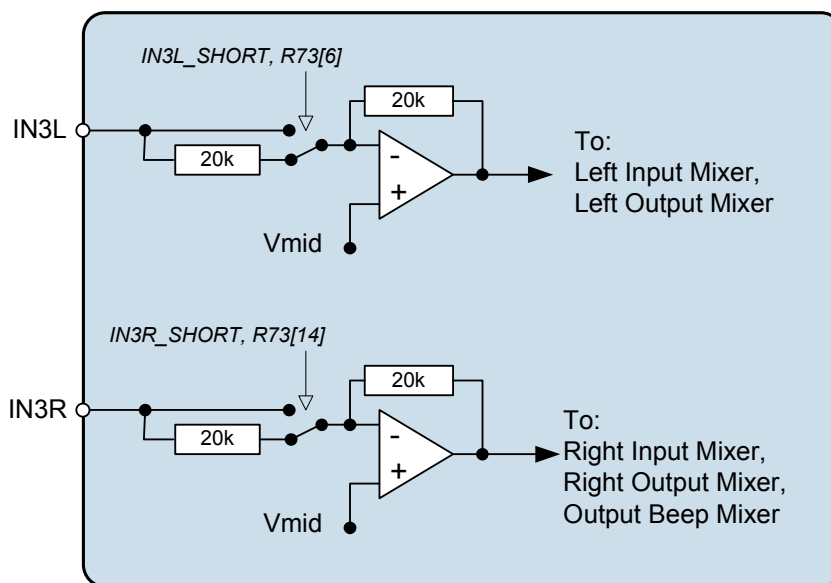 IN3L_SHORT, R73[6]
20k
IN3L
20k
-
+
Vmid
To:
Left Input Mixer,
Left Output Mixer
IN3R_SHORT, R73[14]
20k
IN3R
20k
-
+
Vmid
To:
Right Input Mixer,
Right Output Mixer,
Output Beep Mixer